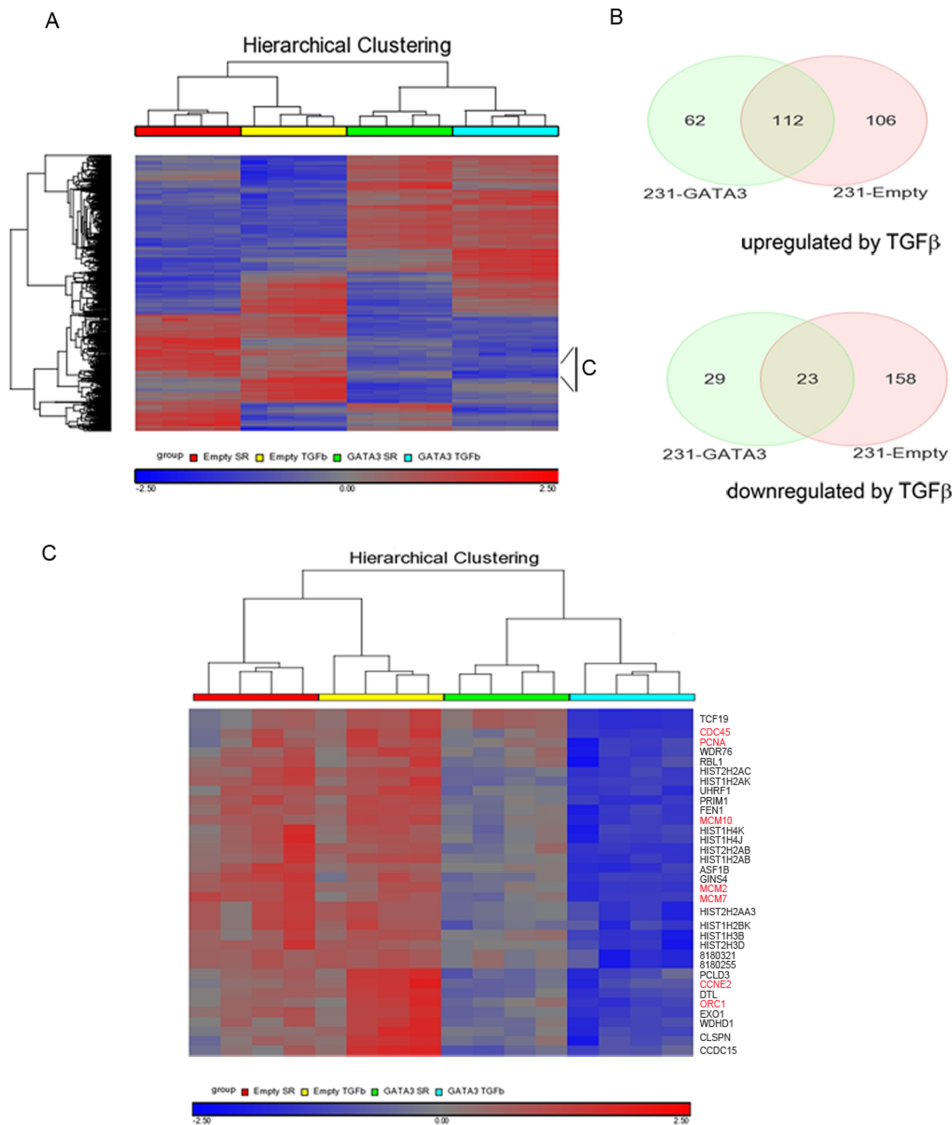 A
B
Hierarchical Clustering
62 112 106
231-GATA3 231-Empty
upregulated by TGFβ
C
29 23 158
231-GATA3 231-Empty
downregulated by TGFβ
group Empty SR Empty TGFb GATA3 SR GATA3 TGFb
-2.50 0.00 2.50
C
Hierarchical Clustering
TCF19
CDC45
PCNA
WDR76
RBL1
HIST2H2AC
HIST1H2AK
UHRF1
PRIM1
FEN1
MCM10
HIST1H4K
HIST1H4J
HIST2H2AB
HIST1H2AB
ASF1B
GINS4
MCM2
MCM7
HIST2H2AA3
HIST1H2BK
HIST1H3B
HIST2H3D
8180321
8180255
PCLD3
CCNE2
DTL
ORC1
EXO1
WDHD1
CLSPN
CCDC15
group Empty SR Empty TGFb GATA3 SR GATA3 TGFb
-2.50 0.00 2.50